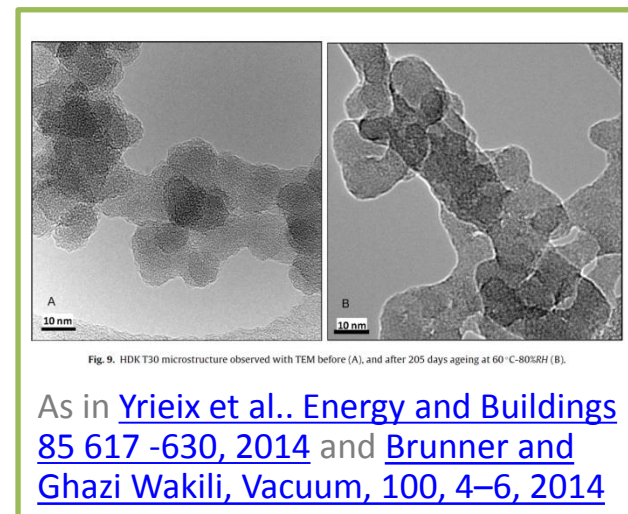 A
10 nm
B
10 nm
Fig. 9. HDK T30 microstructure observed with TEM before (A), and after 205 days ageing at 60 °C-80%RH (B).
As in Yrieix et al.. Energy and Buildings
85 617 -630, 2014 and Brunner and
Ghazi Wakili, Vacuum, 100, 4–6, 2014